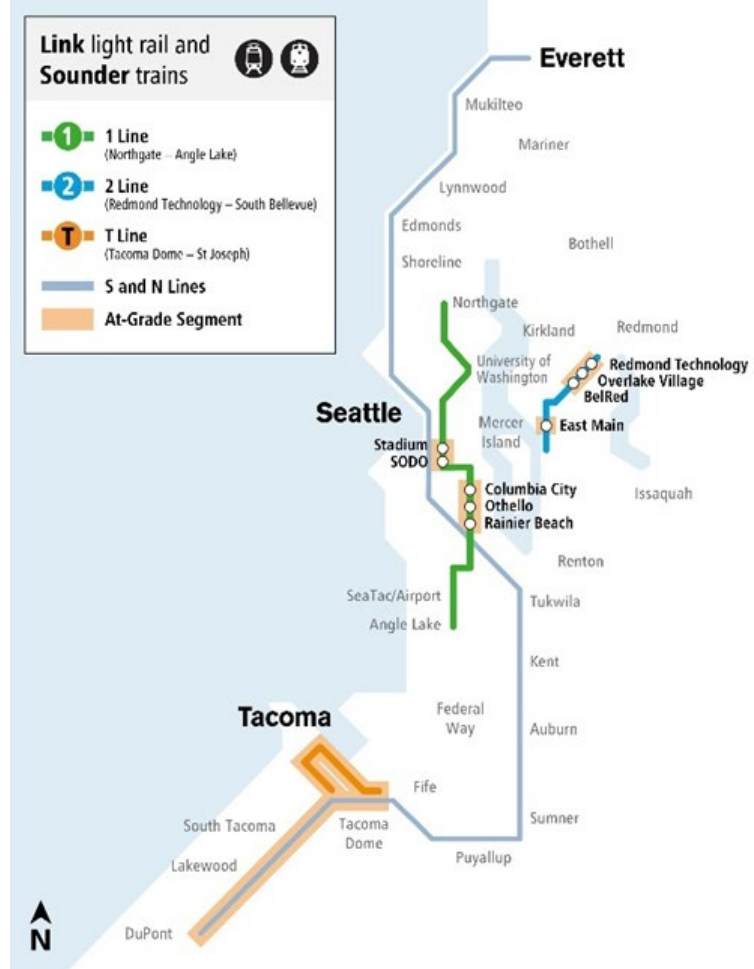 Link light rail and
Sounder trains
1
1 Line
(Northgate – Angle Lake)
2
2 Line
(Redmond Technology – South Bellevue)
T
T Line
(Tacoma Dome – St Joseph)
S and N Lines
At-Grade Segment
Everett
Mukilteo
Mariner
Lynnwood
Edmonds
Bothell
Shoreline
Northgate
Kirkland
Redmond
University of
Washington
Redmond Technology
Overlake Village
BelRed
Seattle
Mercer
Island
East Main
Stadium
SODO
Columbia City
Othello
Rainier Beach
Issaquah
Renton
SeaTac/Airport
Tukwila
Angle Lake
Kent
Federal
Way
Tacoma
Auburn
Fife
South Tacoma
Tacoma
Dome
Sumner
Lakewood
Puyallup
DuPont
N